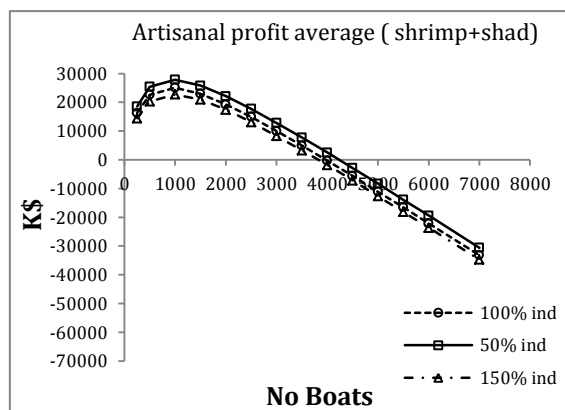 Artisanal profit average ( shrimp+shad)
30000
20000
10000
0
-10000
-20000
-30000
-40000
-50000
-60000
-70000
0 1000 2000 3000 4000 5000 6000 7000 8000
K$
No Boats
100% ind
50% ind
150% ind